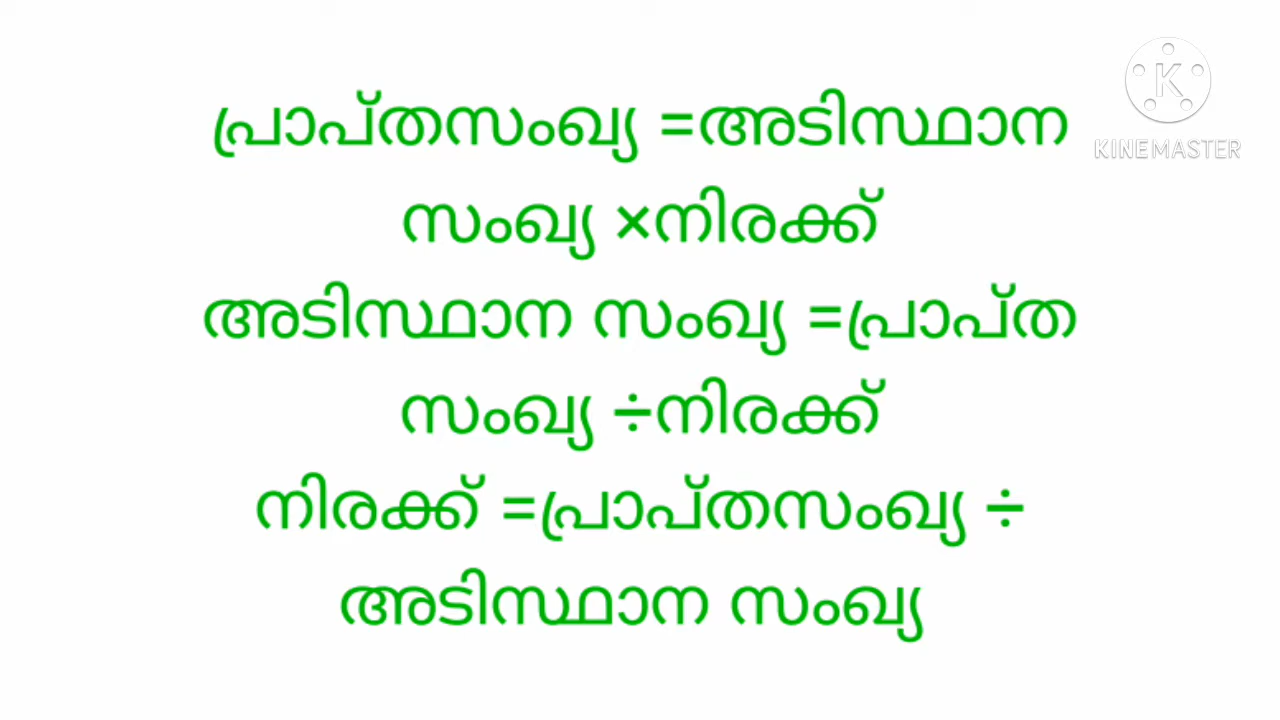 പ്രാപ്തസംഖ്യ =അടിസ്ഥാന
സംഖ്യ ×നിരക്ക്
അടിസ്ഥാന സംഖ്യ =പ്രാപ്ത
സംഖ്യ ÷നിരക്ക്
നിരക്ക് =പ്രാപ്തസംഖ്യ ÷
അടിസ്ഥാന സംഖ്യ
K
KINEMASTER